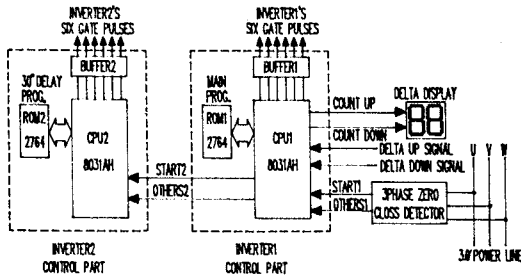 INVERTER2'S
SIX GATE PULSES
INVERTER1'S
SIX GATE PULSES
BUFFER2
BUFFER1
30° DELAY
PROG.
ROM2
2764
CPU2
8031AH
MAIN
PROG.
ROM1
2764
CPU1
8031AH
COUNT UP
DELTA DISPLAY
88
COUNT DOWN
DELTA UP SIGNAL
DELTA DOWN SIGNAL
U V W
START2
OTHERS2
START1
OTHERS1
3PHASE ZERO
CLOSS DETECTOR
INVERTER2
CONTROL PART
INVERTER1
CONTROL PART
3Ø POWER LINE